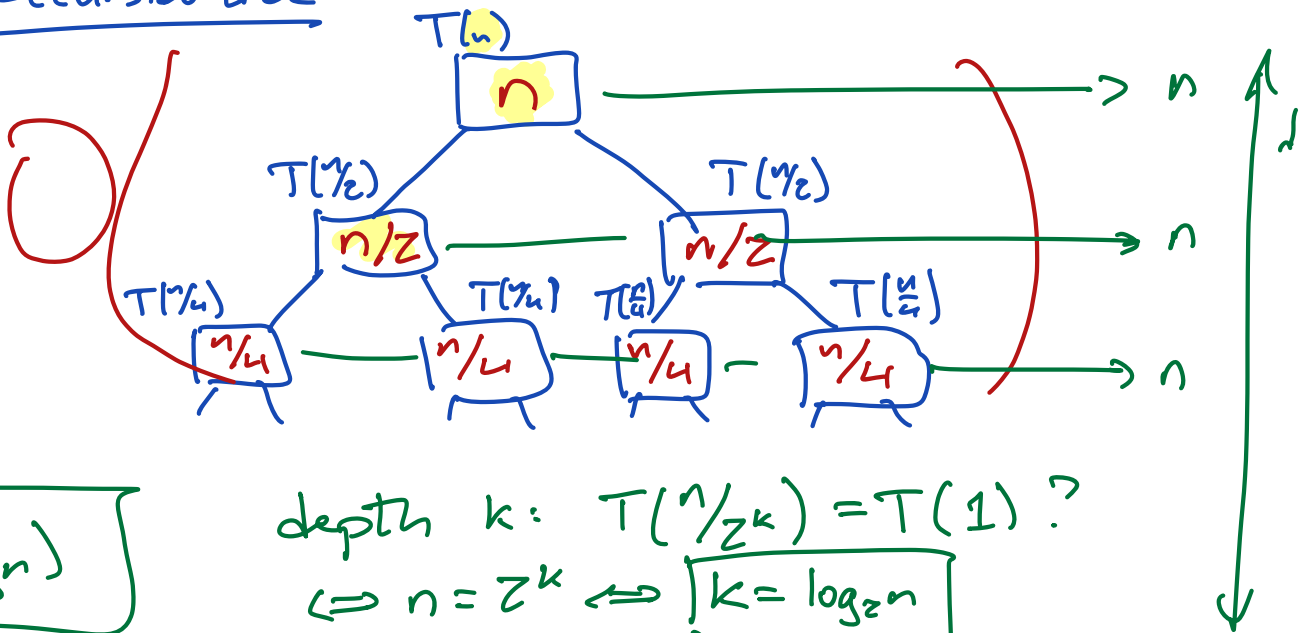 T(n)
n
n
T(n/2)
T(n/2)
n/2
n/2
n
T(n/4)
T(n/4)
T(n/4)
T(n/4)
n/4
n/4
n/4
n/4
n
depth k: T(n/2^k) = T(1) ?
n)
⇔ n = 2^k ⇔ k = log₂n